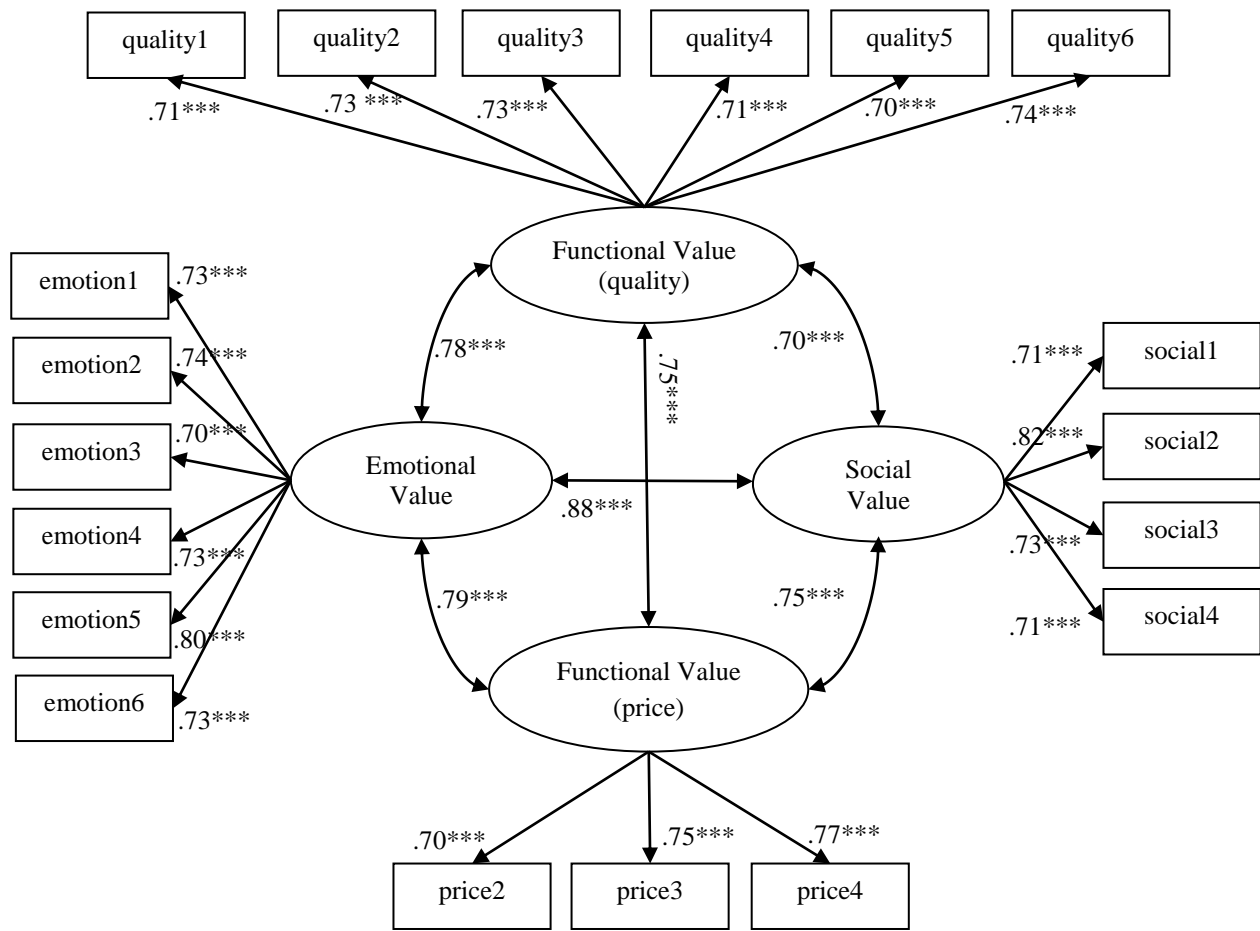 quality1
quality2
quality3
quality4
quality5
quality6
.71***
.73 ***
.73***
.71***
.70***
.74***
Functional Value
(quality)
emotion1
.73***
emotion2
.74***
emotion3
.70***
emotion4
.73***
emotion5
.80***
emotion6
.73***
.78***
.75***
.70***
Emotional
Value
.88***
Social
Value
.71***
social1
.82***
social2
.73***
social3
.71***
social4
.79***
.75***
Functional Value
(price)
.70***
.75***
.77***
price2
price3
price4